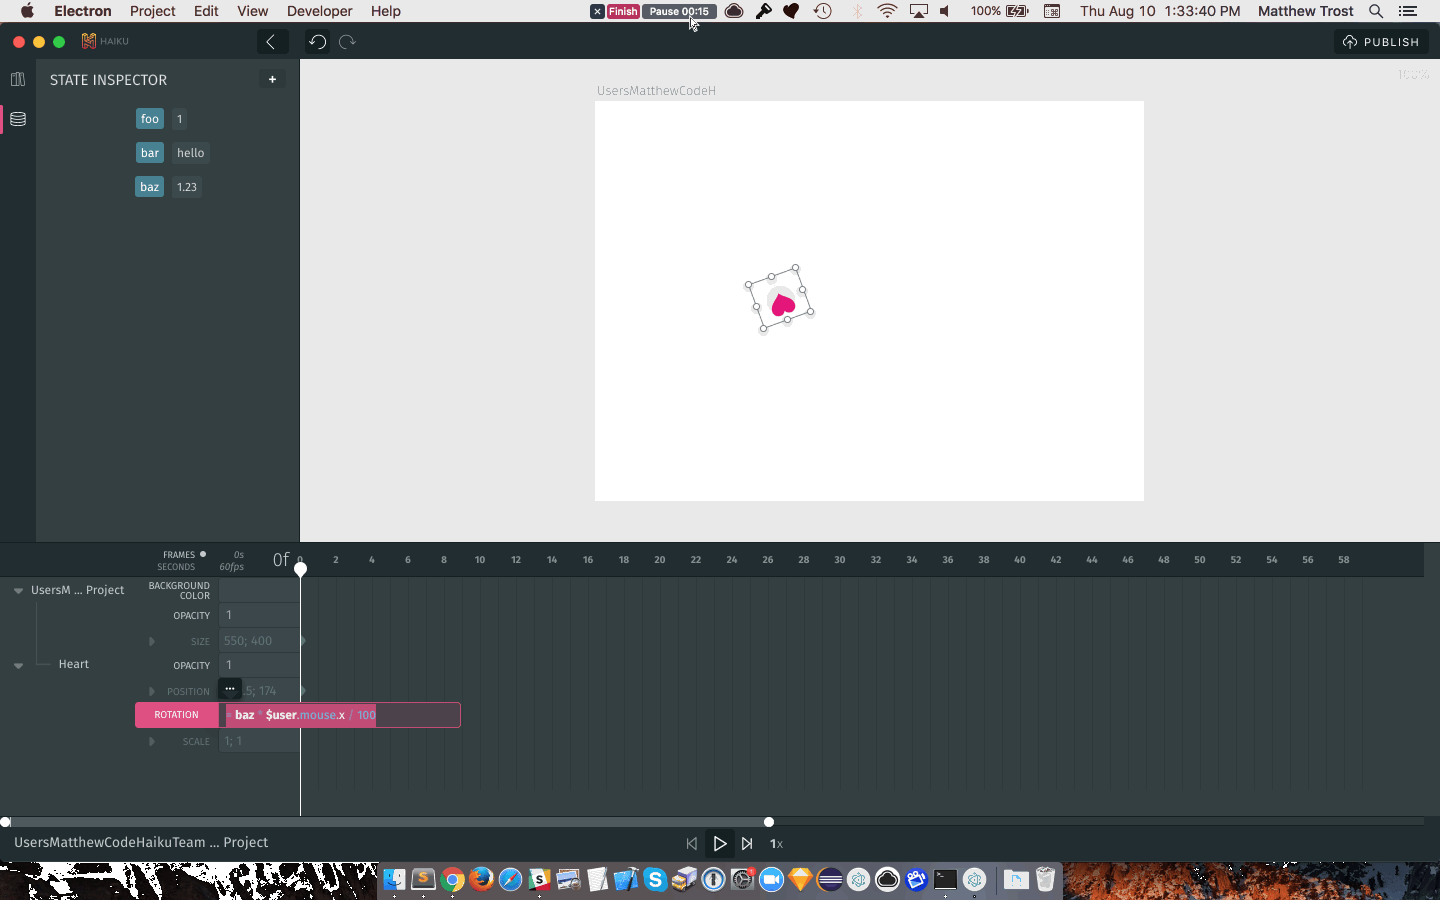 Electron Project Edit View Developer Help Finish Pause 00:15 100% Thu Aug 10 1:33:40 PM Matthew Trost
HAIKU PUBLISH
STATE INSPECTOR +
100%
UsersMatthewCodeH
foo 1
bar hello
baz 1.23
FRAMES 0s
SECONDS 60fps
0f 0 2 4 6 8 10 12 14 16 18 20 22 24 26 28 30 32 34 36 38 40 42 44 46 48 50 52 54 56 58
UsersM ... Project BACKGROUND COLOR
OPACITY 1
SIZE 550; 400
Heart OPACITY 1
POSITION .5; 174
ROTATION = baz * $user.mouse.x / 100
SCALE 1; 1
UsersMatthewCodeHaikuTeam ... Project 1x